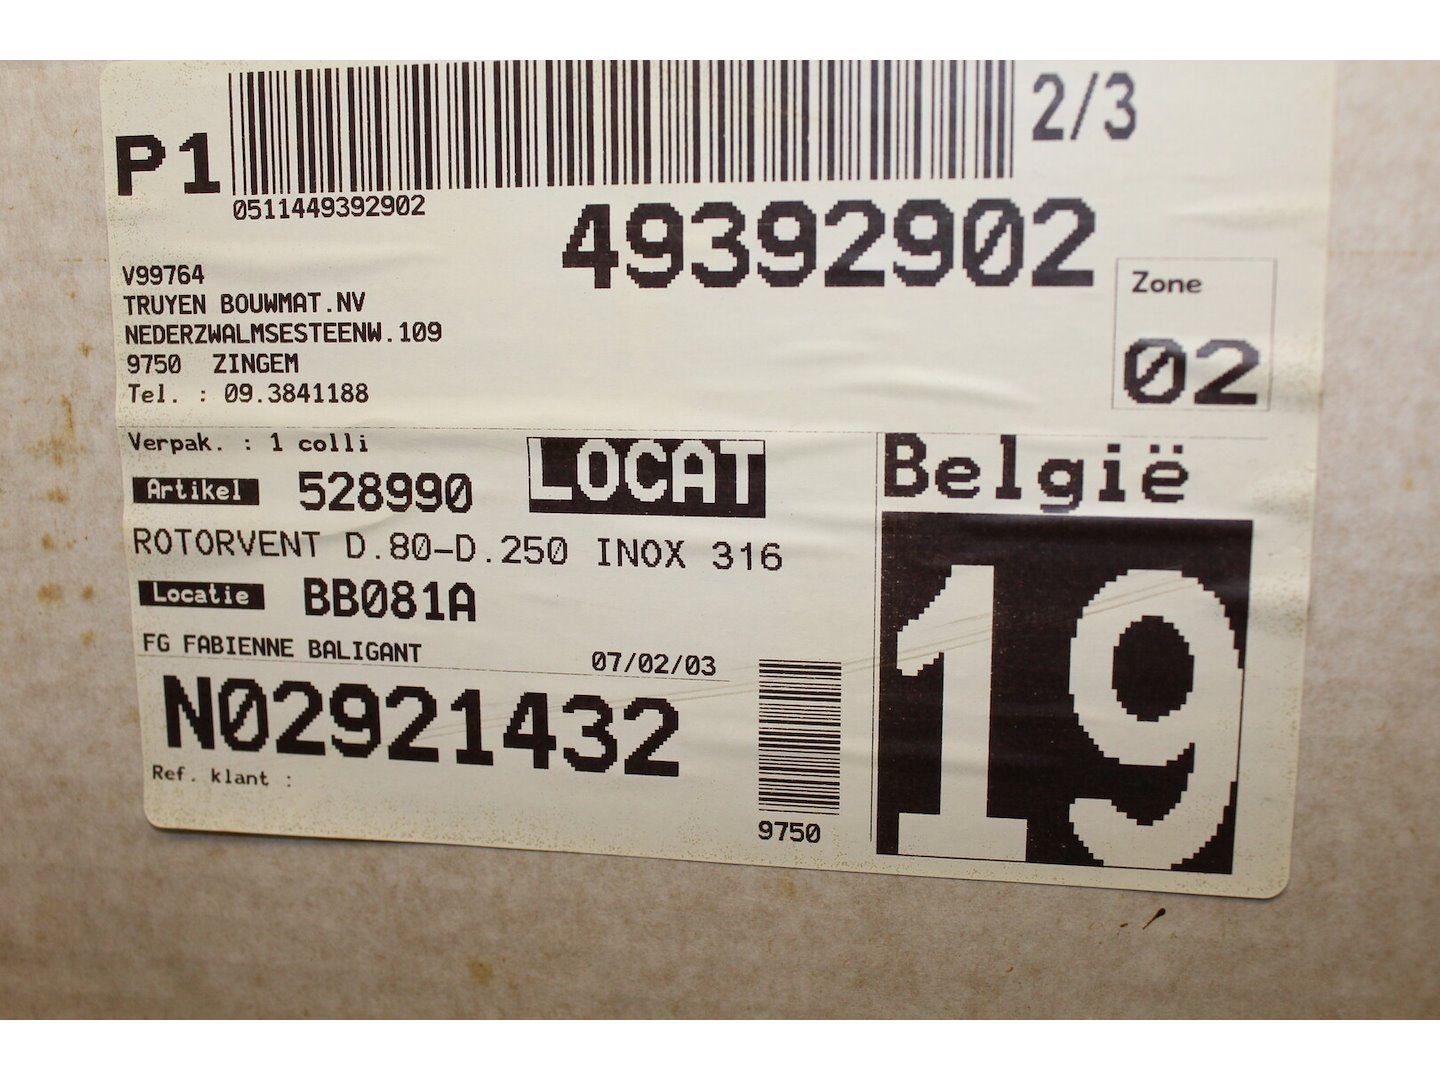 P1
2/3
0511449392902
49392902
V99764
TRUYEN BOUWMAT.NV
NEDERZWALMSESTEENW.109
9750 ZINGEM
Tel. : 09.3841188
Zone
02
Verpak. : 1 colli
Artikel 528990
LOCAT
België
ROTORVENT D.80-D.250 INOX 316
Locatie BB081A
FG FABIENNE BALIGANT
07/02/03
N02921432
Ref. klant :
9750
19